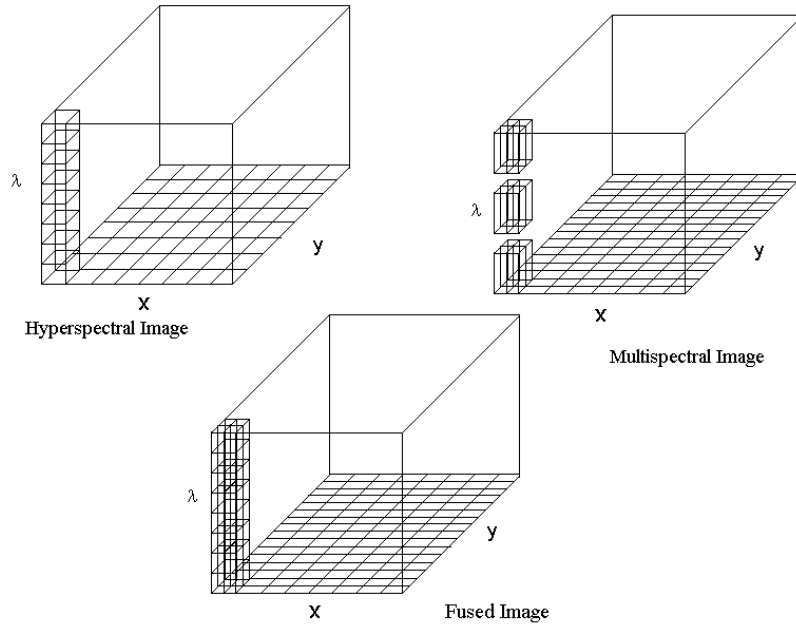 λ
y
x
Hyperspectral Image
λ
y
x
Multispectral Image
λ
y
x
Fused Image